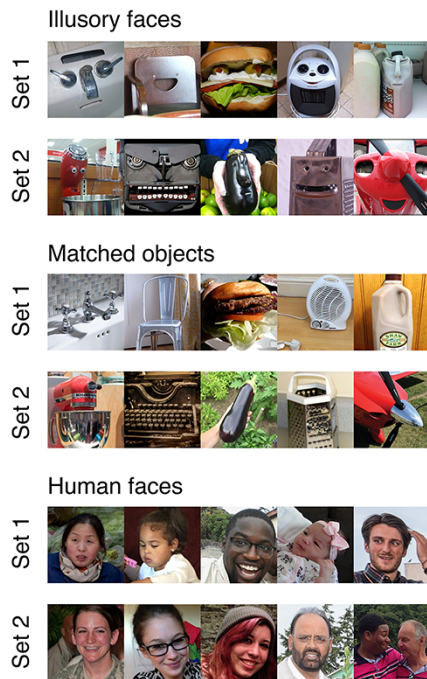 Illusory faces
Set 1
Set 2
Matched objects
Set 1
Set 2
Human faces
Set 1
Set 2